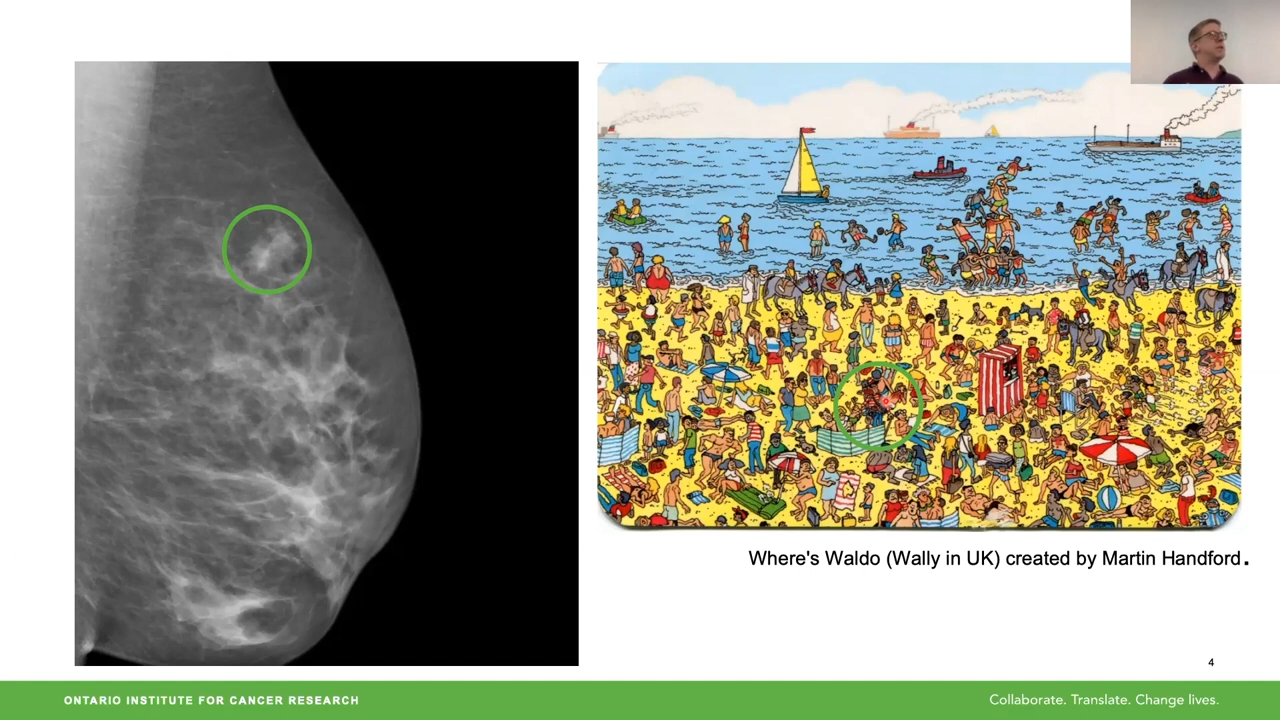 Where's Waldo (Wally in UK) created by Martin Handford.
4
ONTARIO INSTITUTE FOR CANCER RESEARCH
Collaborate. Translate. Change lives.